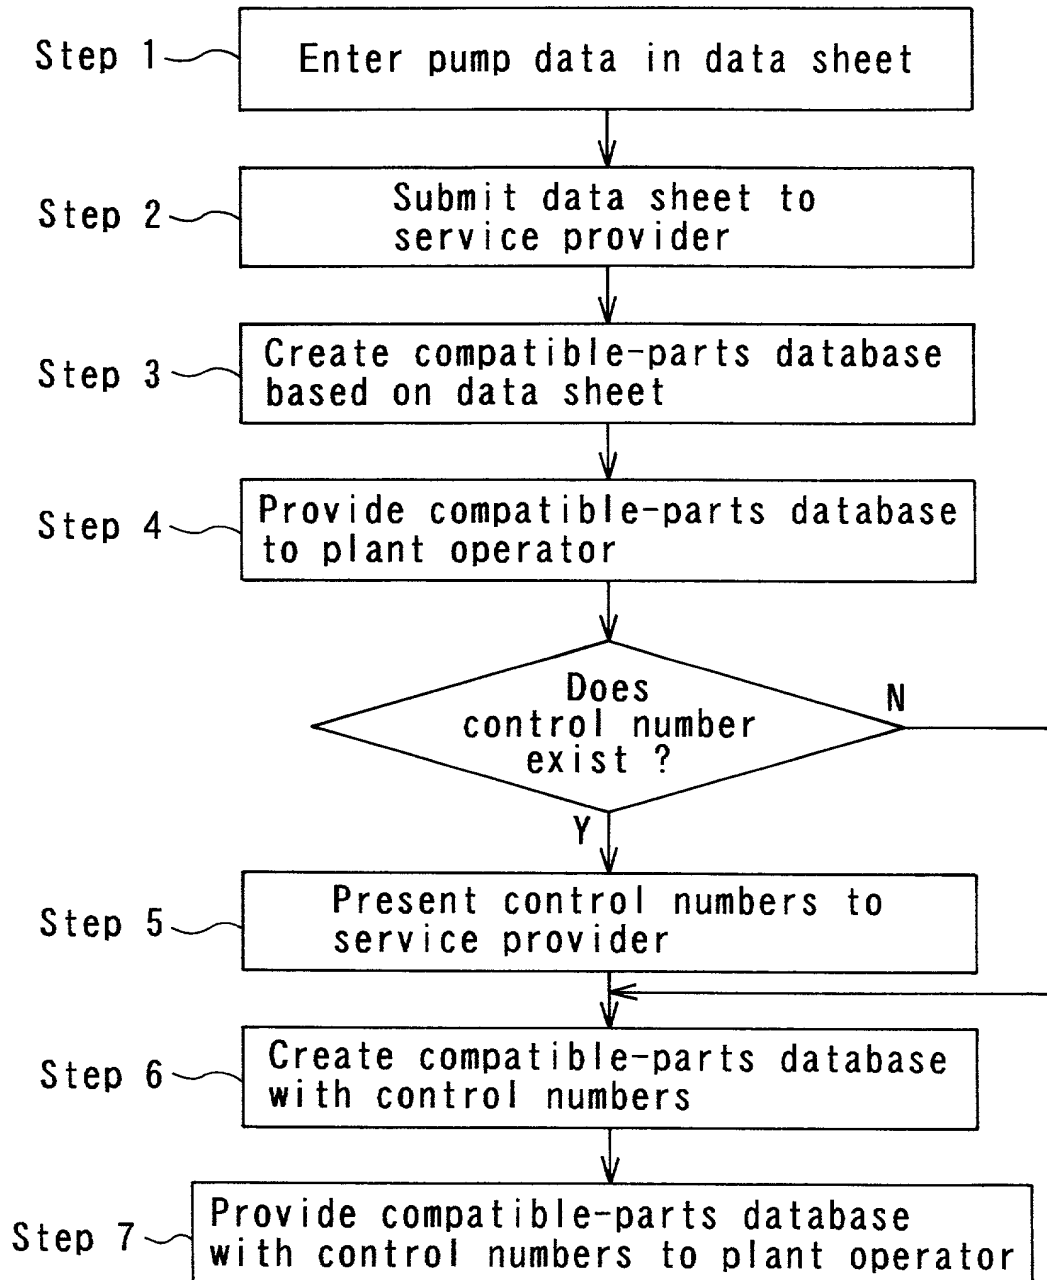 Step 1
Enter pump data in data sheet
Step 2
Submit data sheet to
service provider
Step 3
Create compatible-parts database
based on data sheet
Step 4
Provide compatible-parts database
to plant operator
Does
control number
exist ?
N
Y
Step 5
Present control numbers to
service provider
Step 6
Create compatible-parts database
with control numbers
Step 7
Provide compatible-parts database
with control numbers to plant operator